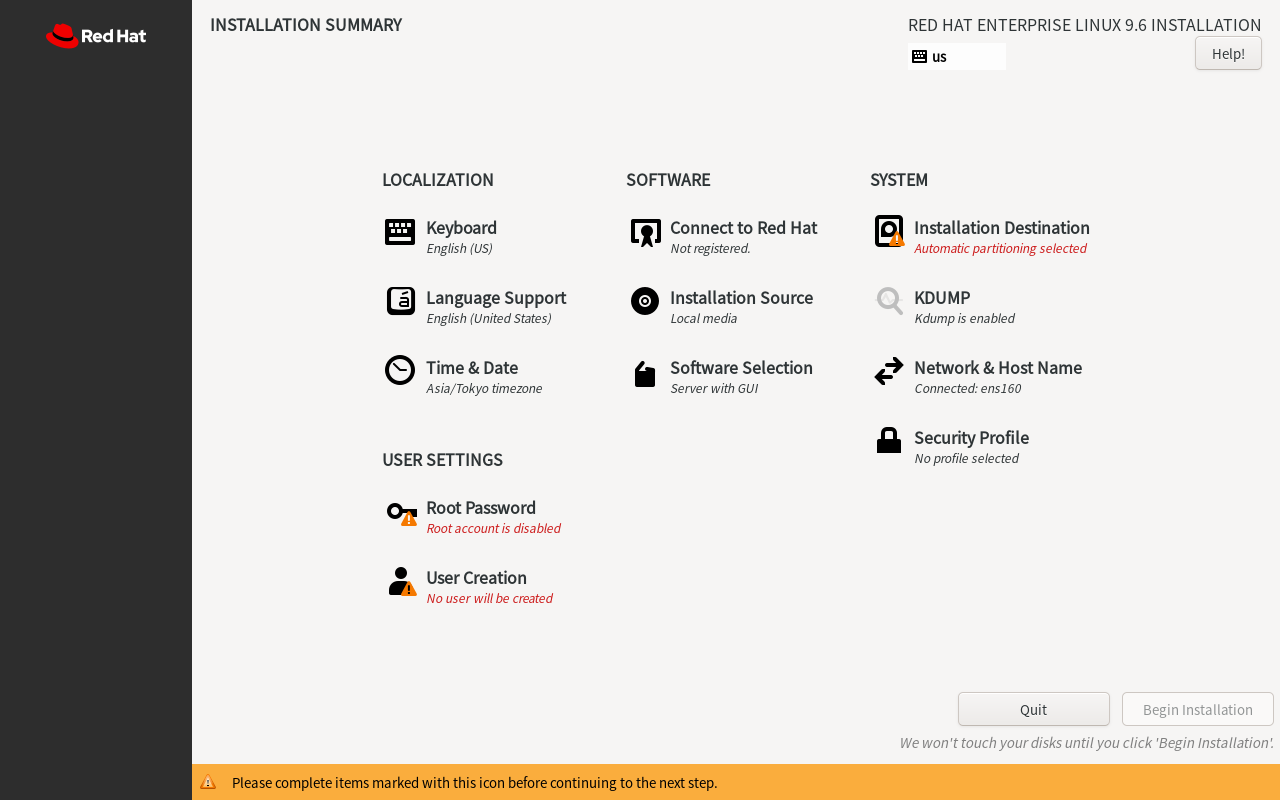 Red Hat
INSTALLATION SUMMARY
RED HAT ENTERPRISE LINUX 9.6 INSTALLATION
us
Help!
LOCALIZATION
Keyboard
English (US)
Language Support
English (United States)
Time & Date
Asia/Tokyo timezone
SOFTWARE
Connect to Red Hat
Not registered.
Installation Source
Local media
Software Selection
Server with GUI
SYSTEM
Installation Destination
Automatic partitioning selected
KDUMP
Kdump is enabled
Network & Host Name
Connected: ens160
Security Profile
No profile selected
USER SETTINGS
Root Password
Root account is disabled
User Creation
No user will be created
Quit
Begin Installation
We won't touch your disks until you click 'Begin Installation'.
Please complete items marked with this icon before continuing to the next step.